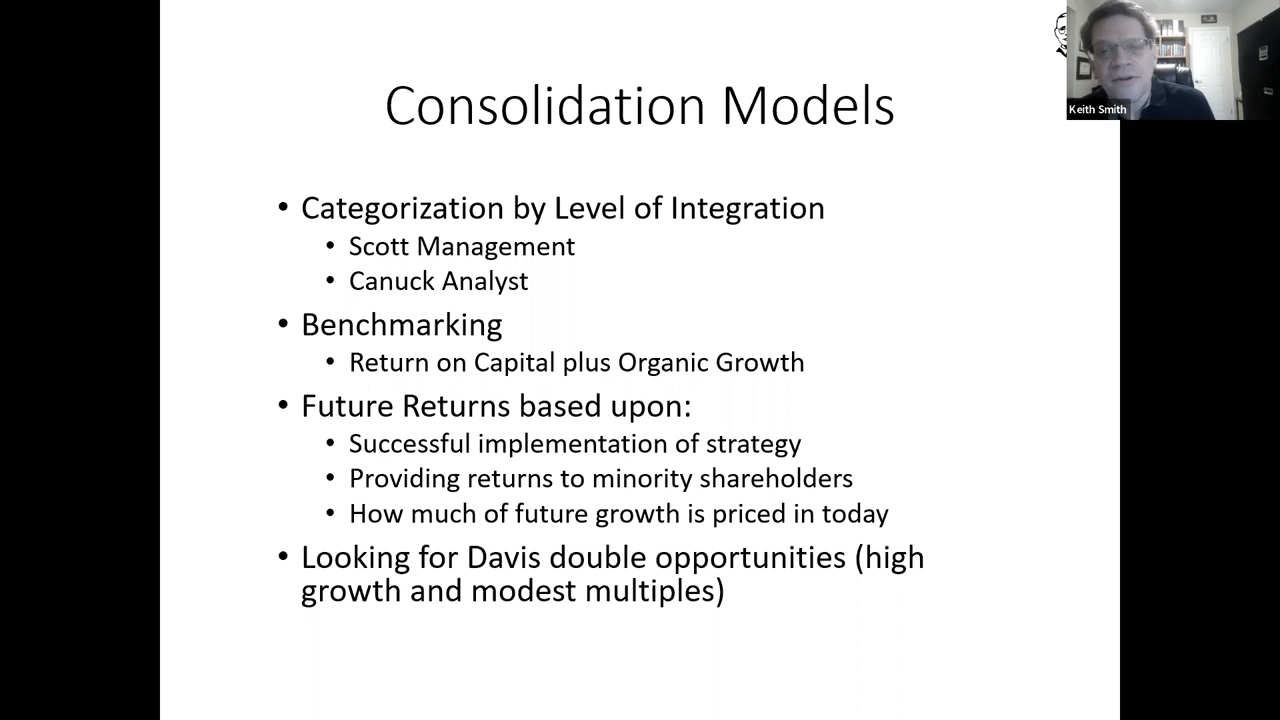 Consolidation Models
Keith Smith
• Categorization by Level of Integration
• Scott Management
• Canuck Analyst
• Benchmarking
• Return on Capital plus Organic Growth
• Future Returns based upon:
• Successful implementation of strategy
• Providing returns to minority shareholders
• How much of future growth is priced in today
• Looking for Davis double opportunities (high
growth and modest multiples)